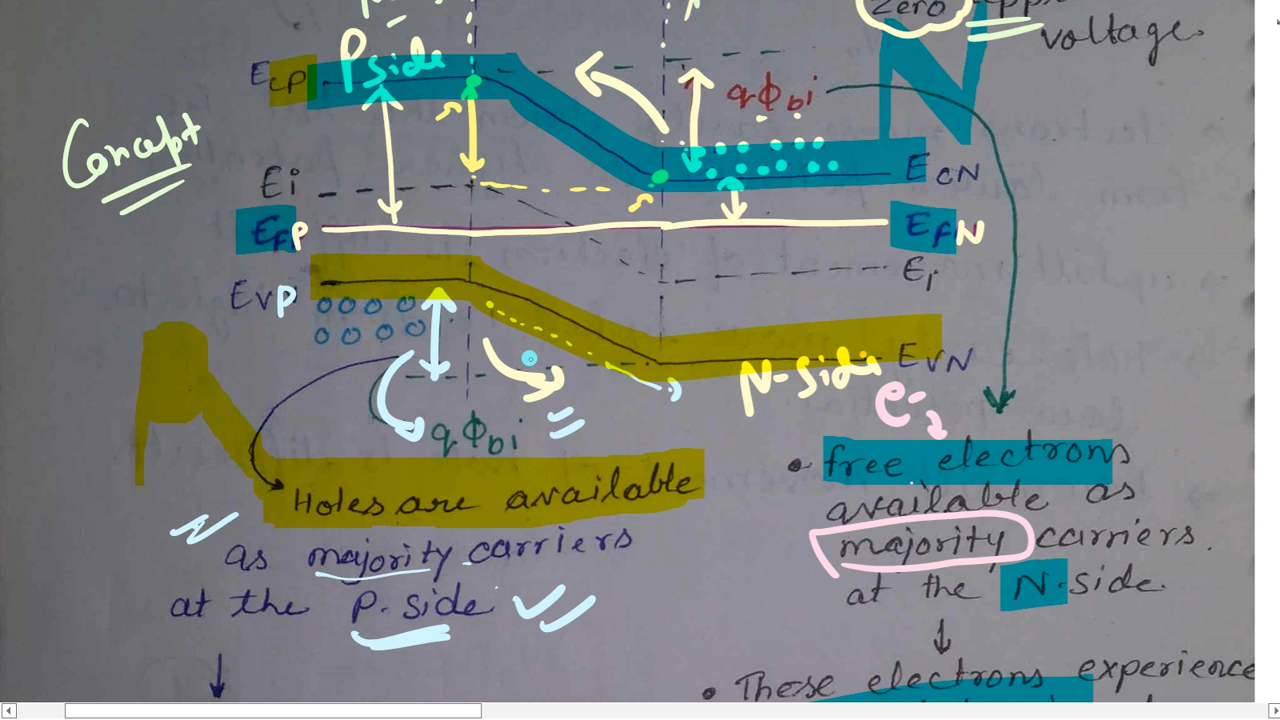 Zero
voltage.
P side
ECP
qΦbi
N
Concept
ECN
Ei
EFP
EFN
Ei
EVP
N-side
EVN
e-
qΦbi
• free electrons
available as
majority carriers.
at the N-side.
Holes are available
as majority carriers
at the P-side
• These electrons experience